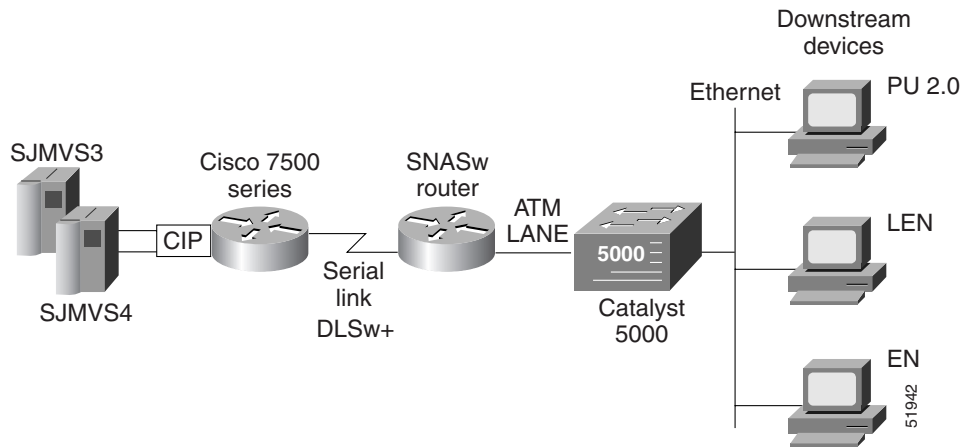 Downstream
devices
PU 2.0
Ethernet
SJMVS3
Cisco 7500
series
SNASw
router
ATM
LANE
LEN
CIP
5000
Serial
link
DLSw+
SJMVS4
Catalyst
5000
EN
51942